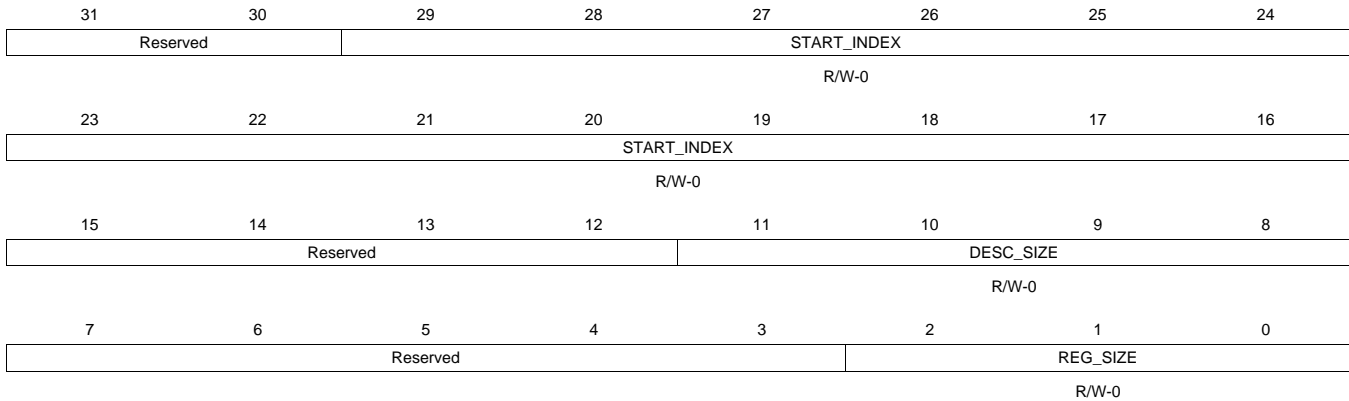 31 30 29 28 27 26 25 24
Reserved START_INDEX
R/W-0
23 22 21 20 19 18 17 16
START_INDEX
R/W-0
15 14 13 12 11 10 9 8
Reserved DESC_SIZE
R/W-0
7 6 5 4 3 2 1 0
Reserved REG_SIZE
R/W-0